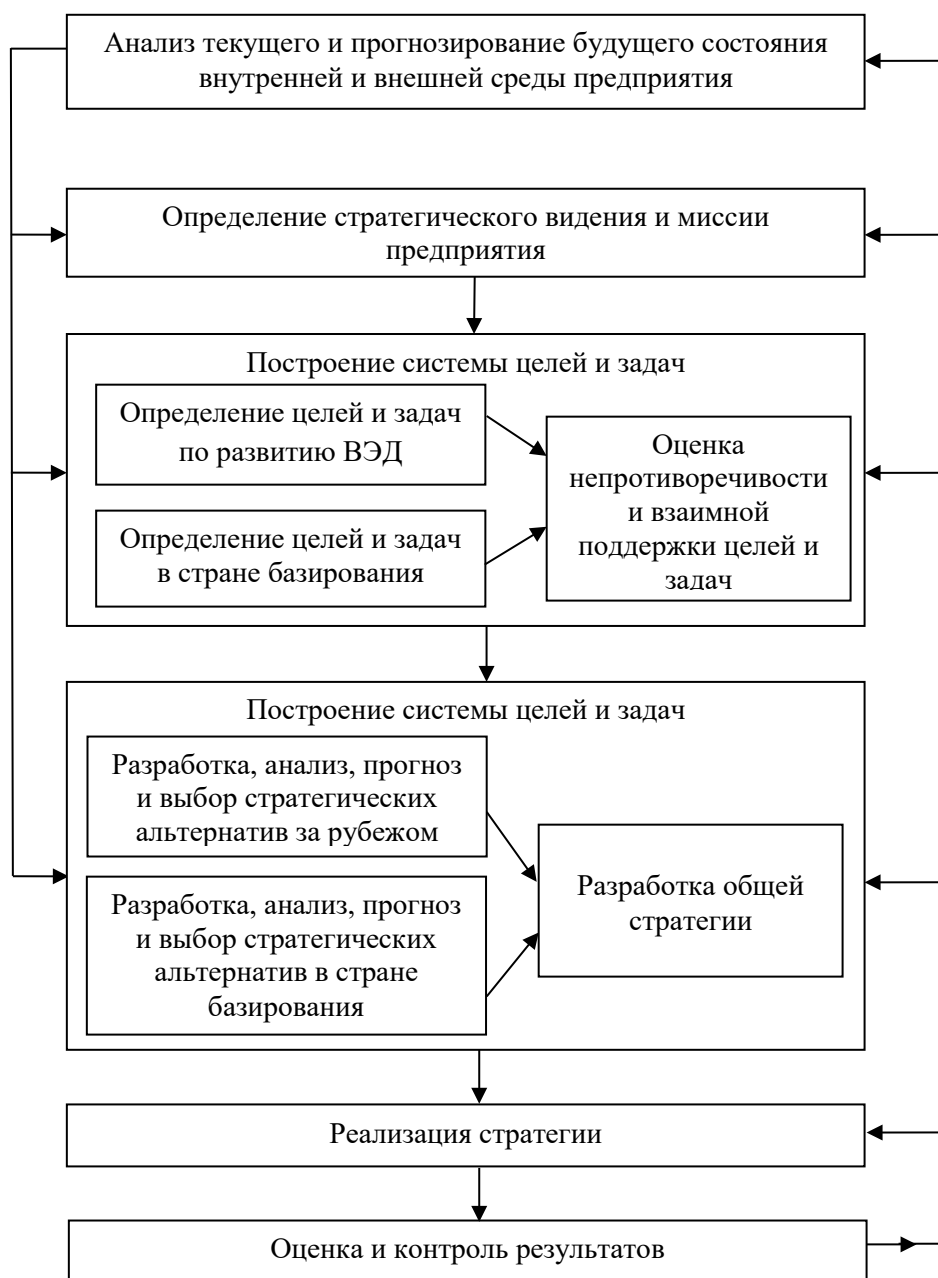 Анализ текущего и прогнозирование будущего состояния
внутренней и внешней среды предприятия
Определение стратегического видения и миссии
предприятия
Построение системы целей и задач
Определение целей и задач
по развитию ВЭД
Определение целей и задач
в стране базирования
Оценка
непротиворечивости
и взаимной
поддержки целей и
задач
Построение системы целей и задач
Разработка, анализ, прогноз
и выбор стратегических
альтернатив за рубежом
Разработка, анализ, прогноз
и выбор стратегических
альтернатив в стране
базирования
Разработка общей
стратегии
Реализация стратегии
Оценка и контроль результатов